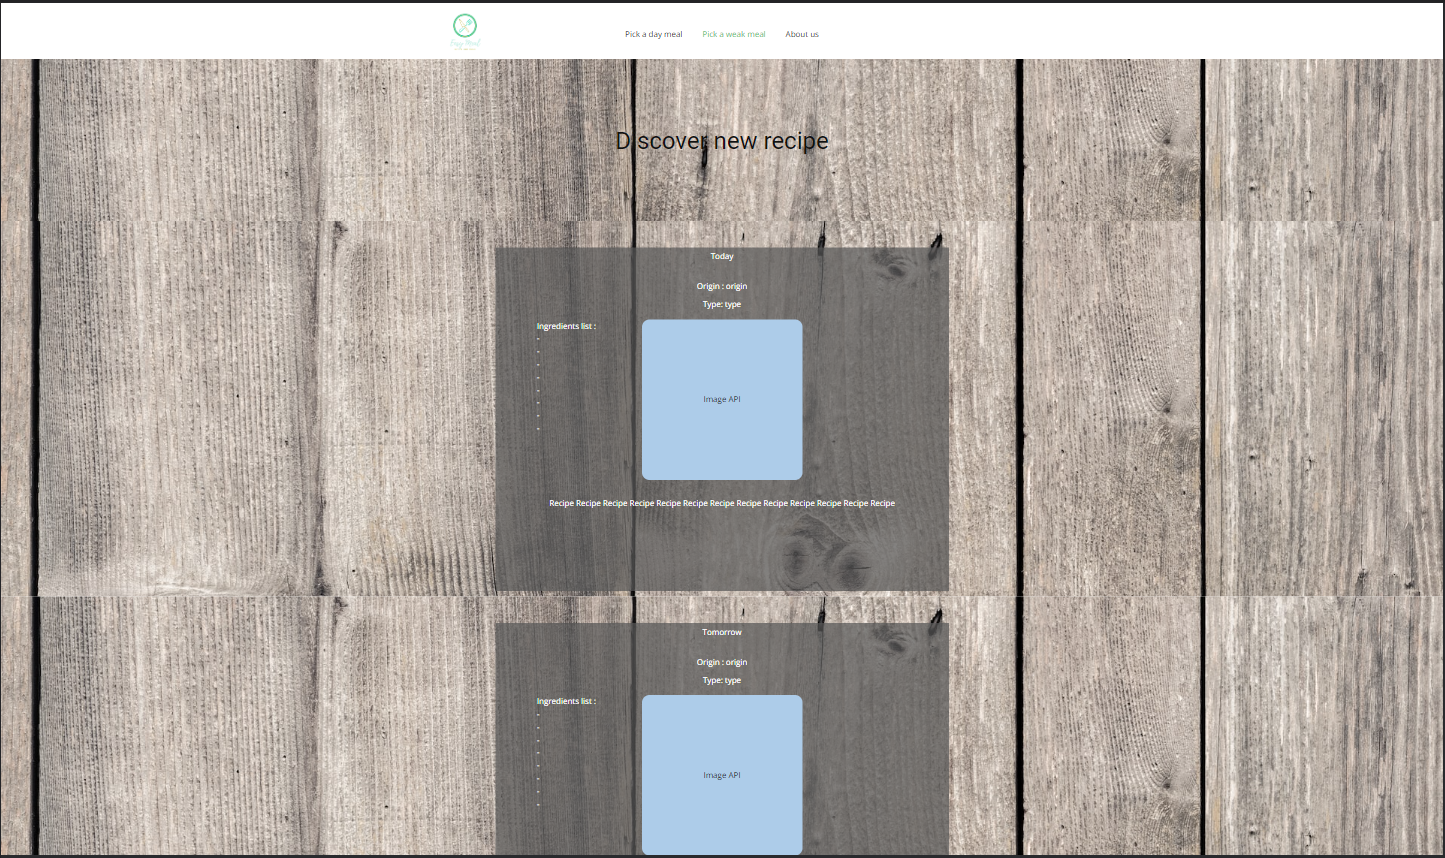 Pick a day meal
Pick a weak meal
About us
Discover new recipe
Today
Origin : origin
Type: type
Ingredients list :
-
-
-
-
-
-
-
-
Image API
Recipe Recipe Recipe Recipe Recipe Recipe Recipe Recipe Recipe Recipe Recipe Recipe Recipe
Tomorrow
Origin : origin
Type: type
Ingredients list :
-
-
-
-
-
-
-
-
Image API